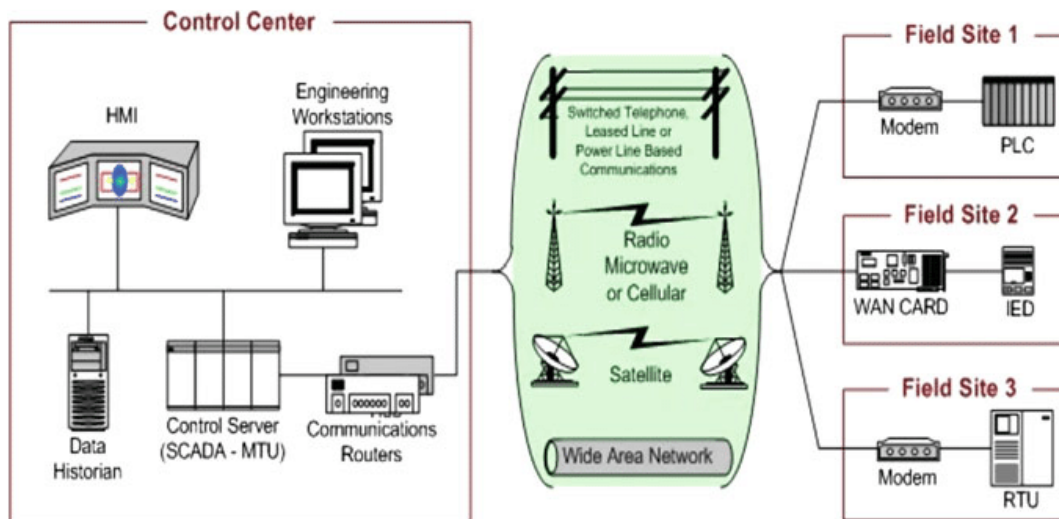 Control Center
HMI
Engineering
Workstations
Data
Historian
Control Server
(SCADA - MTU)
Communications
Routers
Switched Telephone,
Leased Line or
Power Line Based
Communications
Radio
Microwave
or Cellular
Satellite
Wide Area Network
Field Site 1
Modem
PLC
Field Site 2
WAN CARD
IED
Field Site 3
Modem
RTU